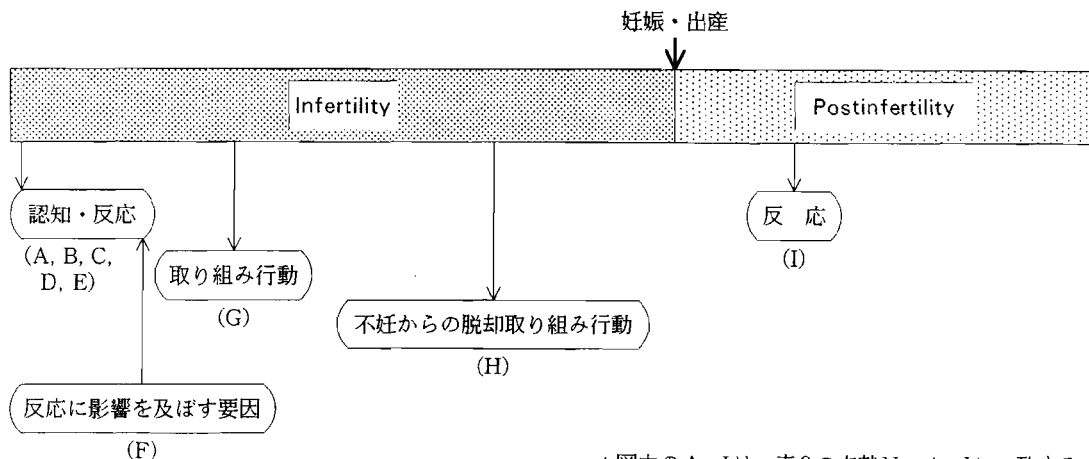 妊娠・出産
Infertility
Postinfertility
認知・反応
(A, B, C,
D, E)
取り組み行動
(G)
不妊からの脱却取り組み行動
(H)
反　応
(I)
反応に影響を及ぼす要因
(F)